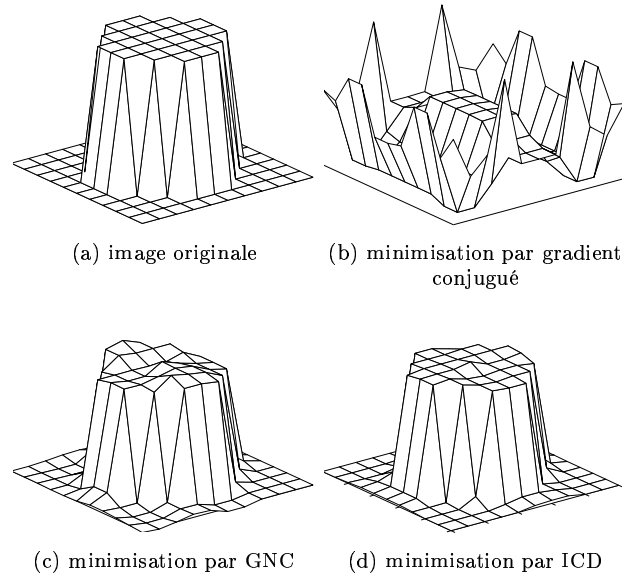 (a) image originale
(b) minimisation par gradient
conjugué
(c) minimisation par GNC
(d) minimisation par ICD